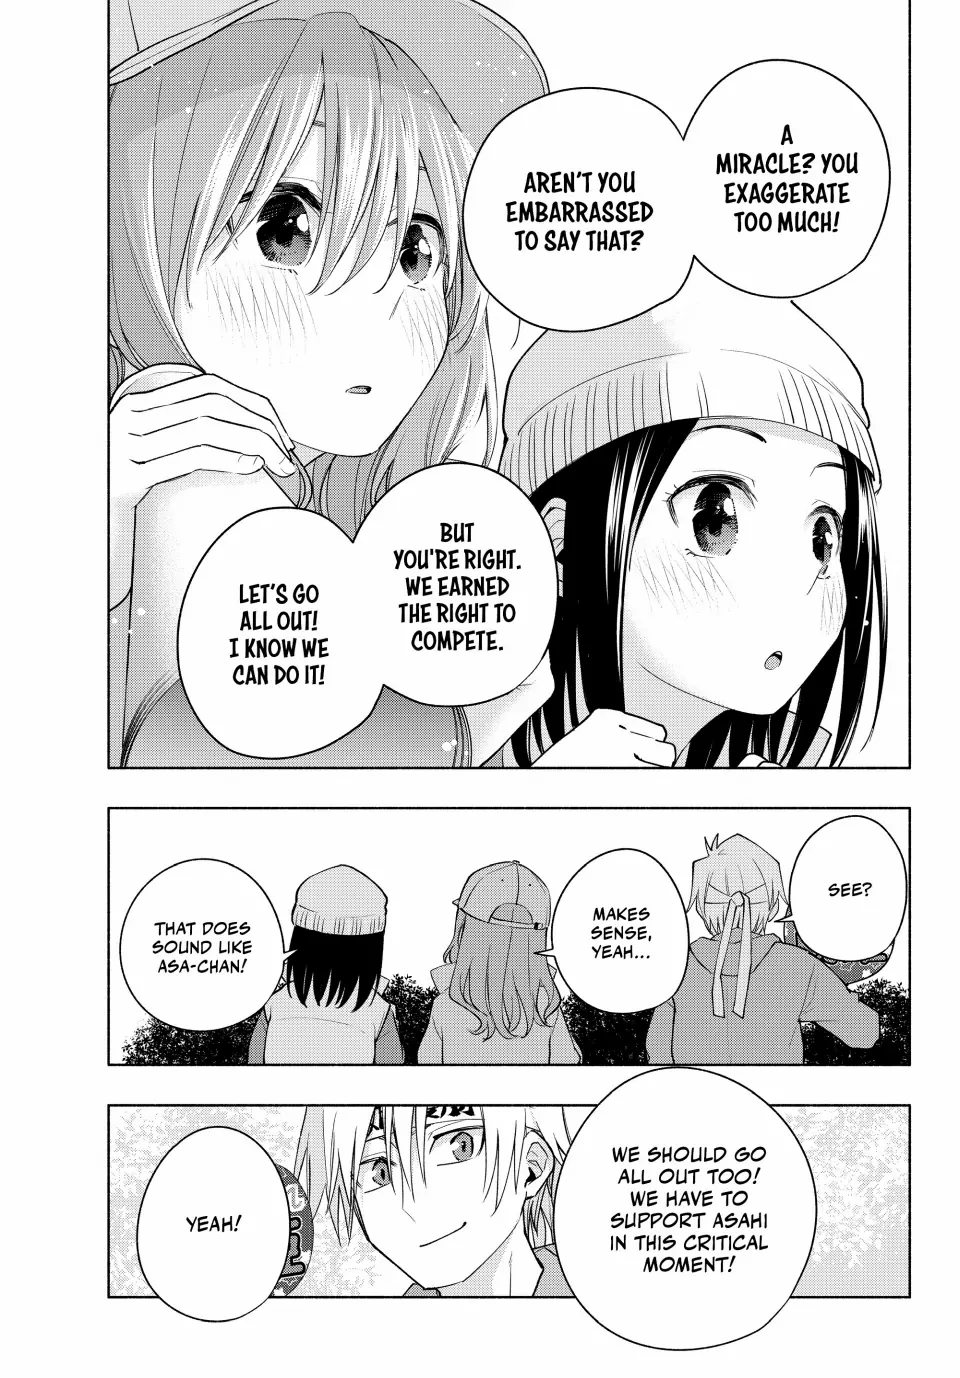 A
MIRACLE? YOU
EXAGGERATE
TOO MUCH!
AREN'T YOU
EMBARRASSED
TO SAY THAT?
BUT
YOU'RE RIGHT.
WE EARNED
THE RIGHT TO
COMPETE.
LET'S GO
ALL OUT!
I KNOW WE
CAN DO IT!
SEE?
MAKES
SENSE,
YEAH...
THAT DOES
SOUND LIKE
ASA-CHAN!
WE SHOULD GO
ALL OUT TOO!
WE HAVE TO
SUPPORT ASAHI
IN THIS CRITICAL
MOMENT!
YEAH!